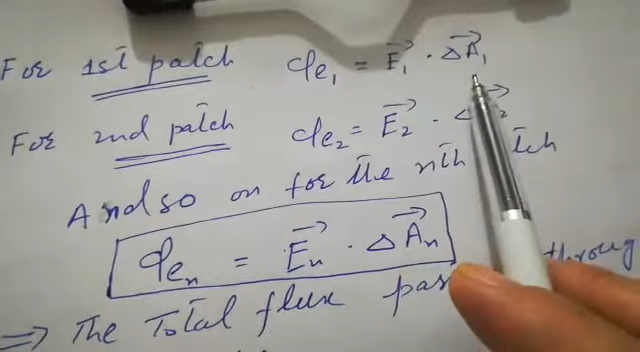 For 1st patch φe₁ = E⃗₁ · ΔA⃗₁
For 2nd patch φe₂ = E⃗₂ ·
And so on for the nth
φeₙ = E⃗ₙ · ΔA⃗ₙ
⇒ The Total flux